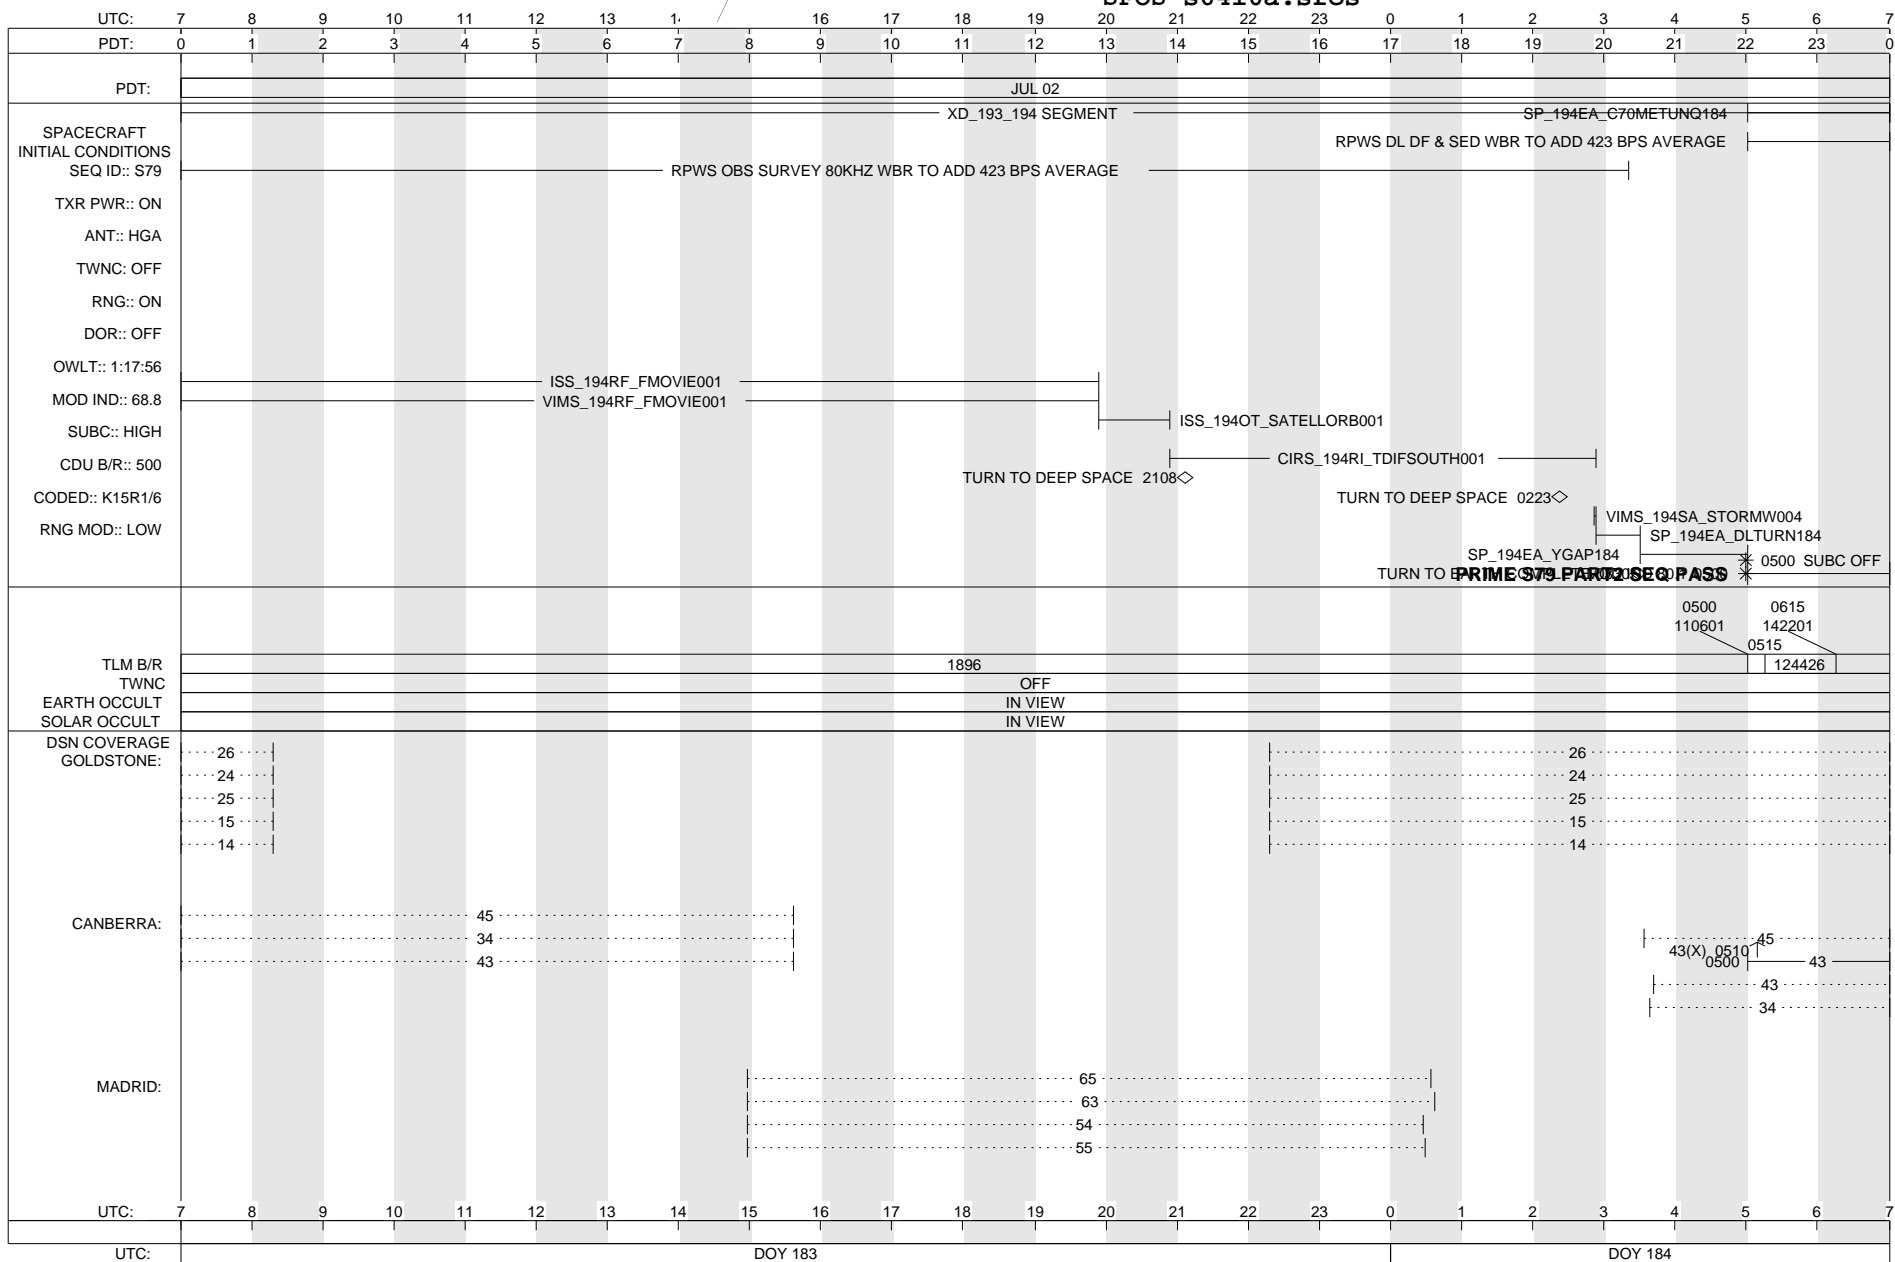 UTC: 7 8 9 10 11 12 13 16 17 18 19 20 21 22 23 0 1 2 3 4 5 6 7
PDT: 0 1 2 3 4 5 6 7 8 9 10 11 12 13 14 15 16 17 18 19 20 21 22 23 0
PDT: JUL 02
XD_193_194 SEGMENT SP_194EA_C70METUNQ184
SPACECRAFT
INITIAL CONDITIONS
RPWS DL DF & SED WBR TO ADD 423 BPS AVERAGE
SEQ ID:: S79
RPWS OBS SURVEY 80KHZ WBR TO ADD 423 BPS AVERAGE
TXR PWR:: ON
ANT:: HGA
TWNC: OFF
RNG:: ON
DOR:: OFF
OWLT:: 1:17:56
ISS_194RF_FMOVIE001
MOD IND:: 68.8
VIMS_194RF_FMOVIE001
ISS_194OT_SATELLORB001
SUBC:: HIGH
CDU B/R:: 500
CIRS_194RI_TDIFSOUTH001
TURN TO DEEP SPACE 2108
CODED:: K15R1/6
TURN TO DEEP SPACE 0223
VIMS_194SA_STORMW004
RNG MOD:: LOW
SP_194EA_DLTURN184
SP_194EA_YGAP184
0500 SUBC OFF
TURN TO
PRIME S79 PART2 SEQ PASS
0500 0615
110601 142201
0515
TLM B/R 1896 124426
TWNC OFF
EARTH OCCULT IN VIEW
SOLAR OCCULT IN VIEW
DSN COVERAGE
GOLDSTONE:
26 26
24 24
25 25
15 15
14 14
CANBERRA:
45
34 45
43(X) 0510
43 0500 43
43
34
MADRID:
65
63
54
55
UTC: 7 8 9 10 11 12 13 14 15 16 17 18 19 20 21 22 23 0 1 2 3 4 5 6 7
UTC: DOY 183 DOY 184